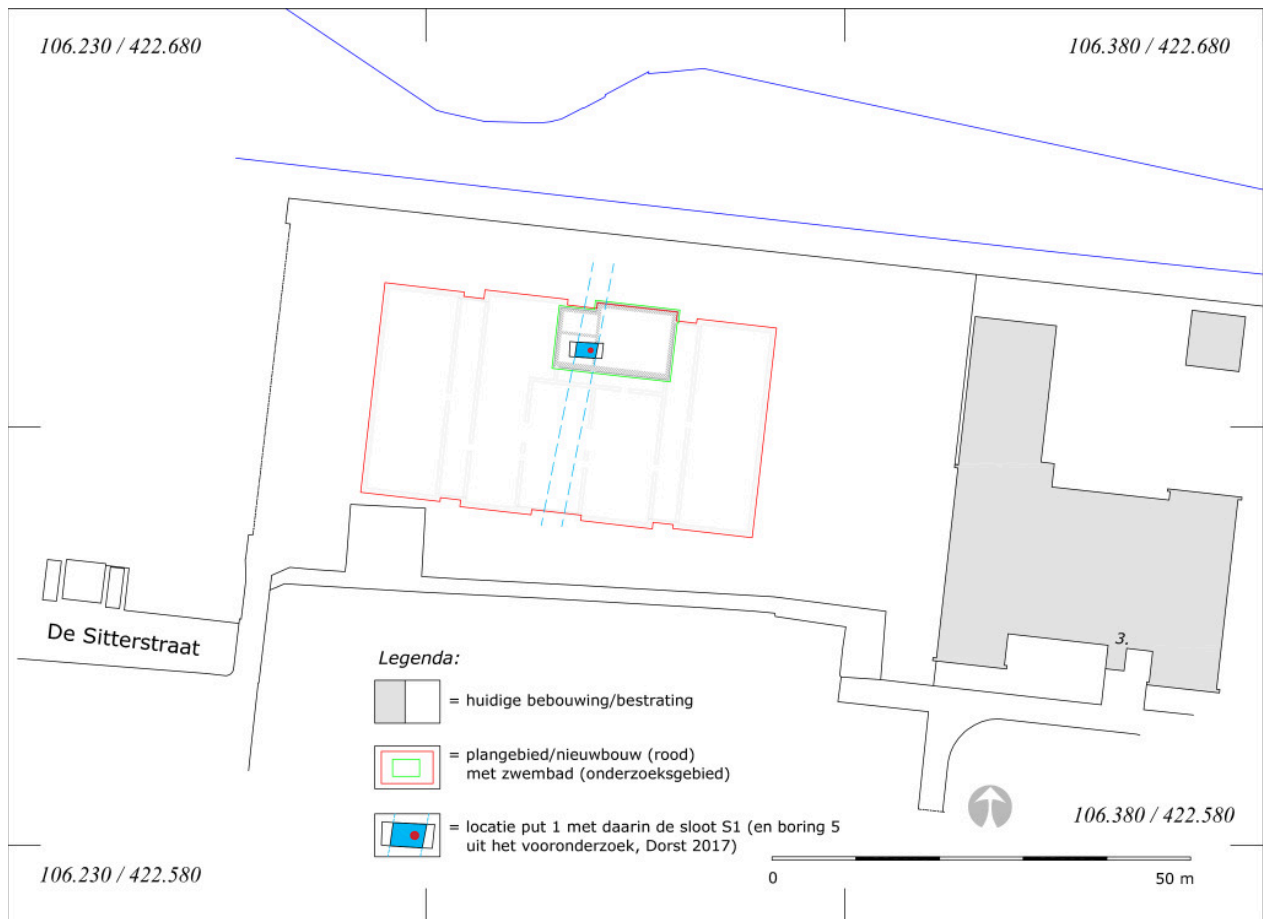 106.230 / 422.680
106.380 / 422.680
3.
De Sitterstraat
Legenda:
= huidige bebouwing/bestrating
= plangebied/nieuwbouw (rood)
met zwembad (onderzoeksgebied)
= locatie put 1 met daarin de sloot S1 (en boring 5
uit het vooronderzoek, Dorst 2017)
106.380 / 422.580
106.230 / 422.580
0
50 m